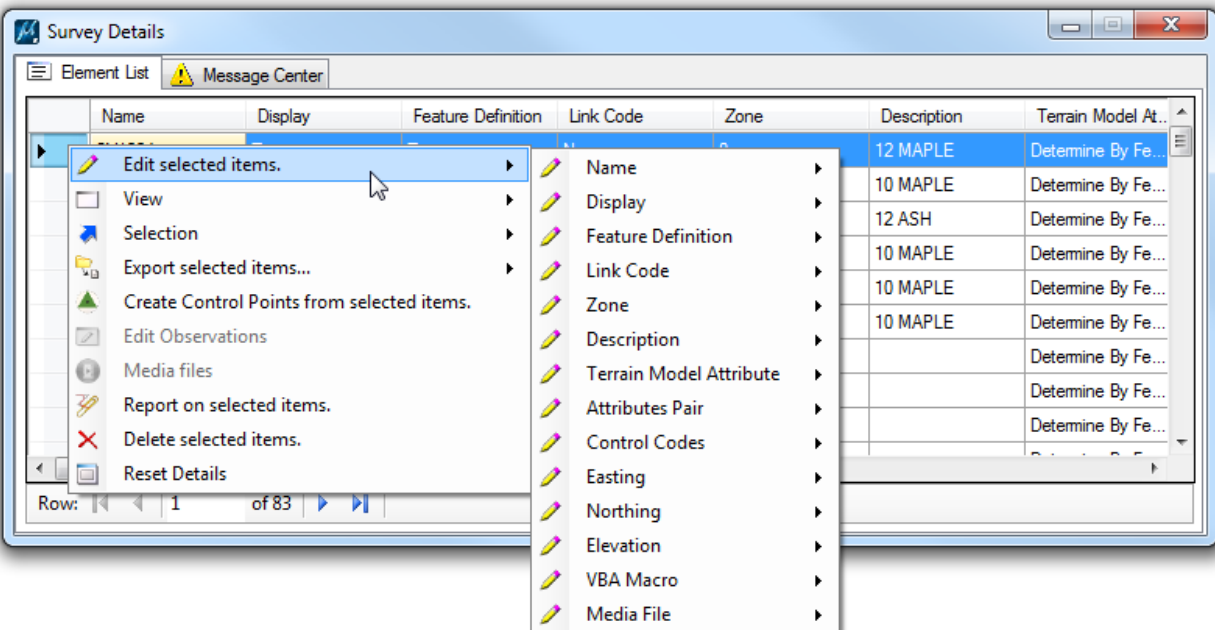 Survey Details
Element List Message Center
Name Display Feature Definition Link Code Zone Description Terrain Model At...
12 MAPLE Determine By Fe...
10 MAPLE Determine By Fe...
12 ASH Determine By Fe...
10 MAPLE Determine By Fe...
10 MAPLE Determine By Fe...
10 MAPLE Determine By Fe...
Determine By Fe...
Determine By Fe...
Determine By Fe...
Edit selected items.
View
Selection
Export selected items...
Create Control Points from selected items.
Edit Observations
Media files
Report on selected items.
Delete selected items.
Reset Details
Name
Display
Feature Definition
Link Code
Zone
Description
Terrain Model Attribute
Attributes Pair
Control Codes
Easting
Northing
Elevation
VBA Macro
Media File
Row: 1 of 83